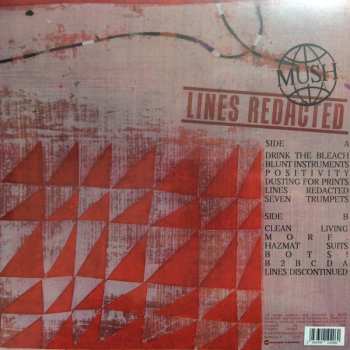 MUSH
LINES REDACTED
SIDE A
DRINK THE BLEACH
BLUNT INSTRUMENTS
POSITIVITY
DUSTING FOR PRINTS
LINES REDACTED
SEVEN TRUMPETS
SIDE B
CLEAN LIVING
MORF
HAZMAT SUITS
BOTS!
B2BCDA
LINES DISCONTINUED